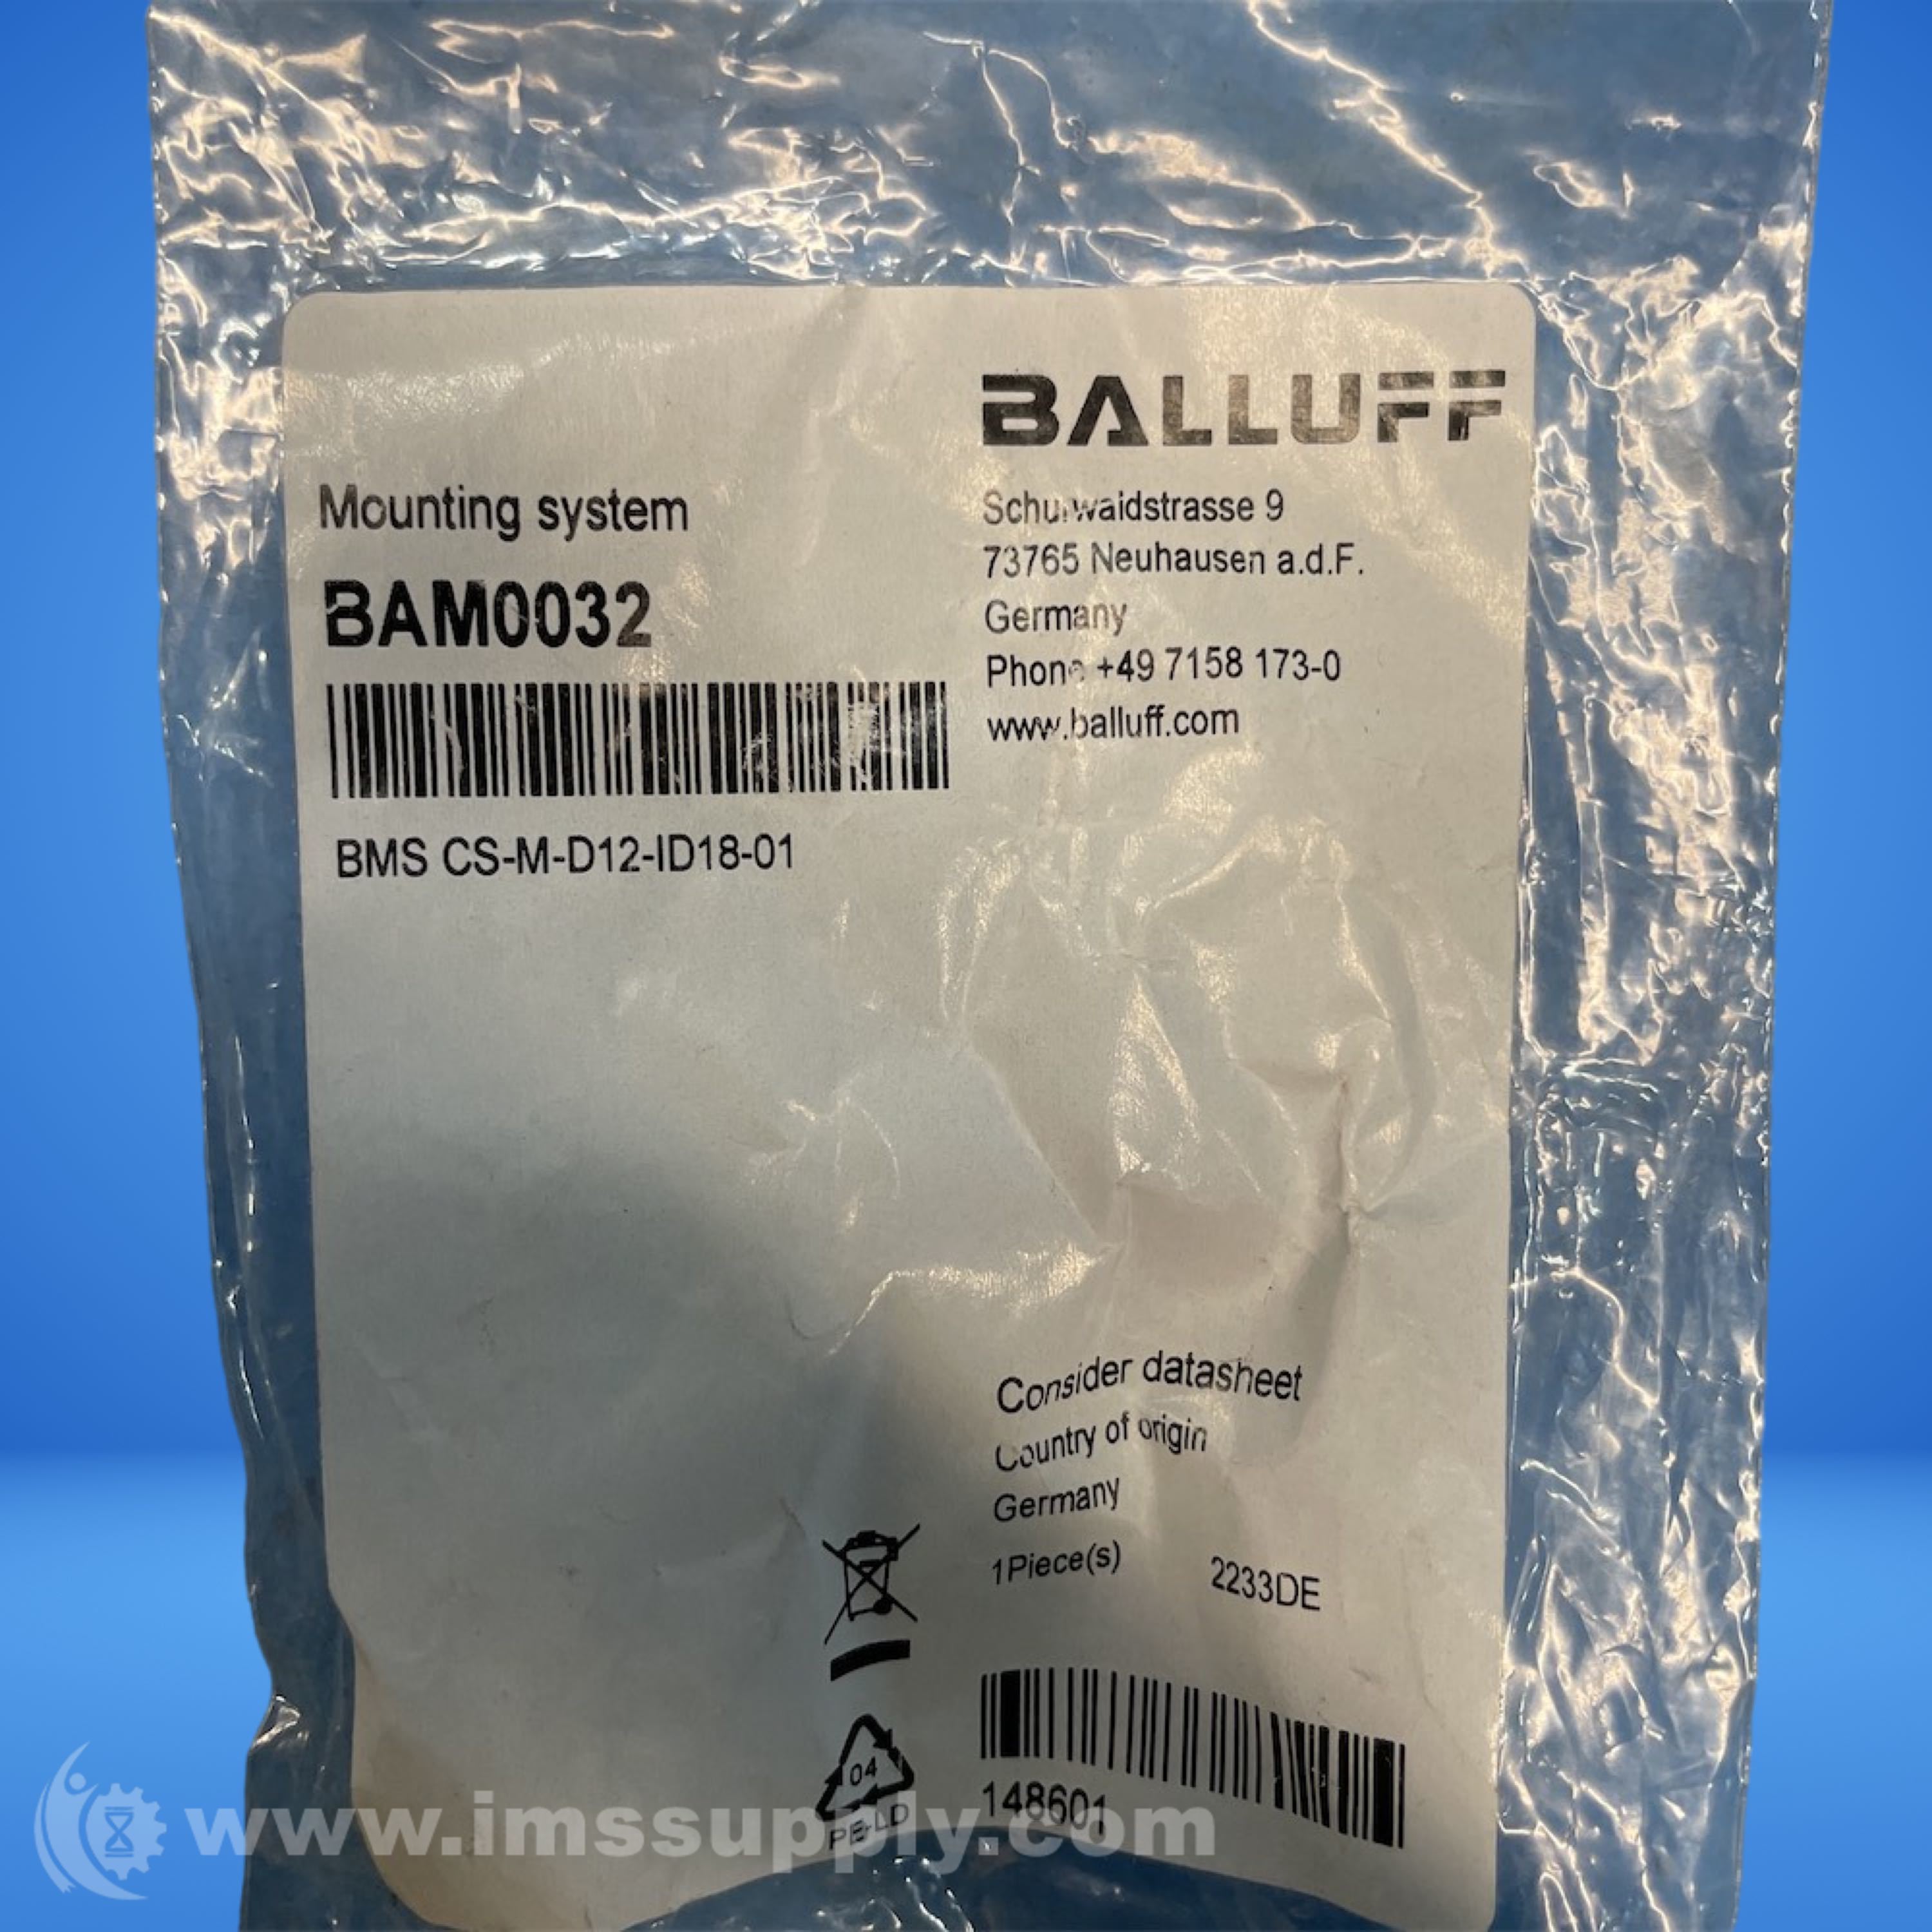 BALLUFF
Mounting system
BAM0032
BMS CS-M-D12-ID18-01
9
73765 Neuhausen a.d.F.
Germany
Phone +49 7158 173-0
www.balluff.com
Consider datasheet
Country of origin
Germany
1Piece(s) 2233DE
04
PE-LD
148601
www.imssupply.com